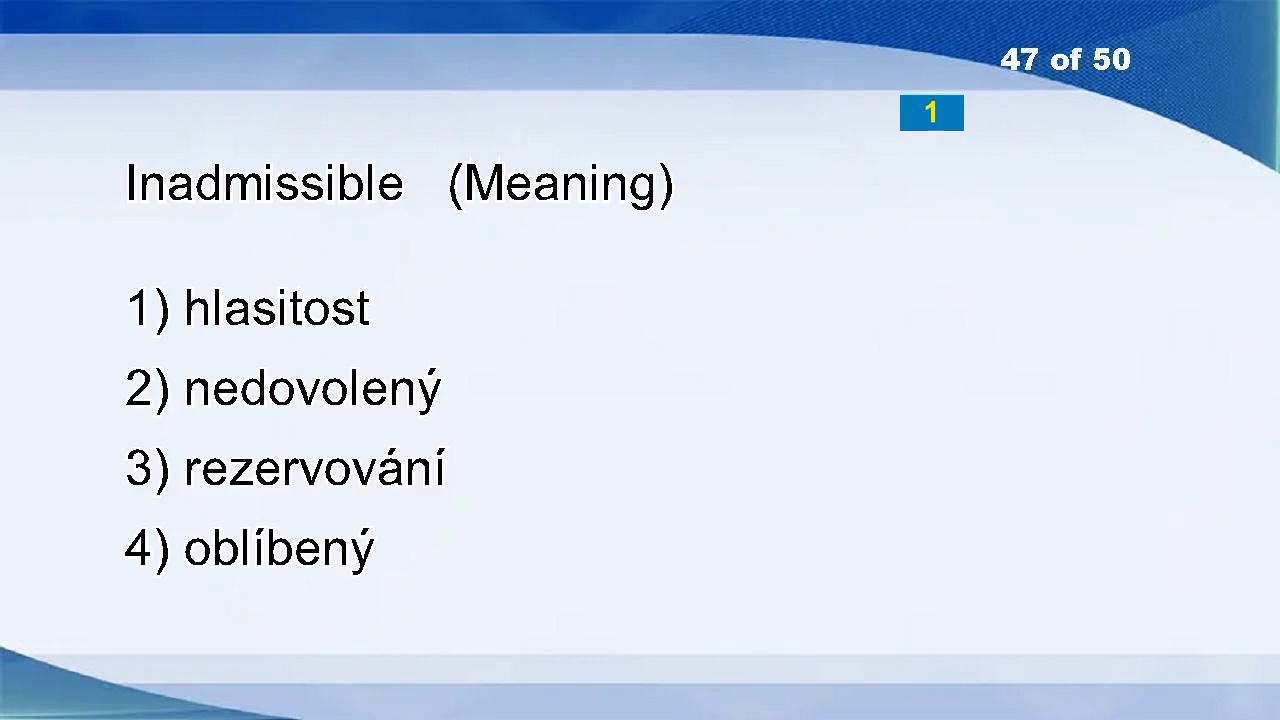 47 of 50
1
Inadmissible (Meaning)
1) hlasitost
2) nedovolený
3) rezervování
4) oblíbený